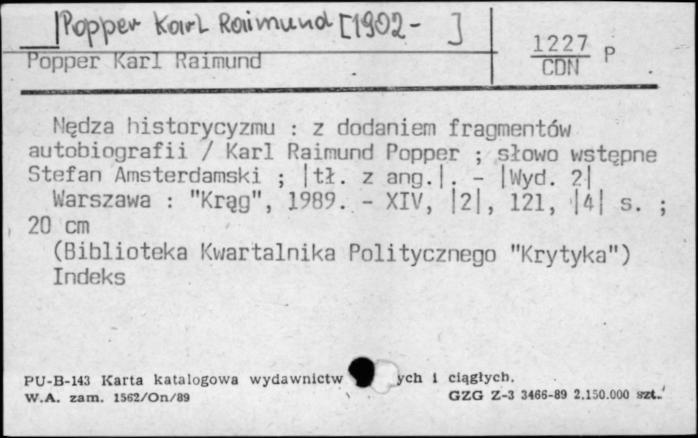 Popper Karl Raimund [1902- ]
1227 P
CDN
Popper Karl Raimund
Nędza historycyzmu : z dodaniem fragmentów
autobiografii / Karl Raimund Popper ; słowo wstępne
Stefan Amsterdamski ; |tł. z ang.|. - |Wyd. 2|
Warszawa : "Krąg", 1989. - XIV, |2|, 121, |4| s. ;
20 cm
(Biblioteka Kwartalnika Politycznego "Krytyka")
Indeks
PU-B-143 Karta katalogowa wydawnictw ych i ciągłych.
W.A. zam. 1562/On/89
GZG Z-3 3466-89 2.150.000 szt.